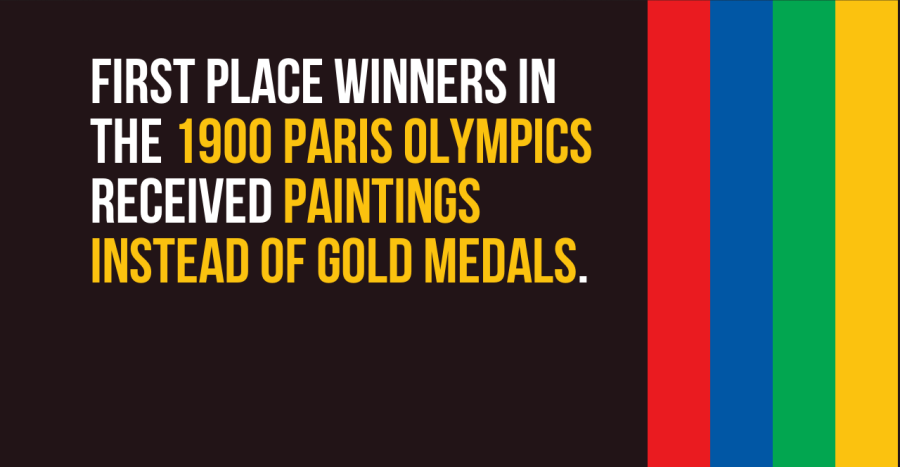 FIRST PLACE WINNERS IN
THE 1900 PARIS OLYMPICS
RECEIVED PAINTINGS
INSTEAD OF GOLD MEDALS.